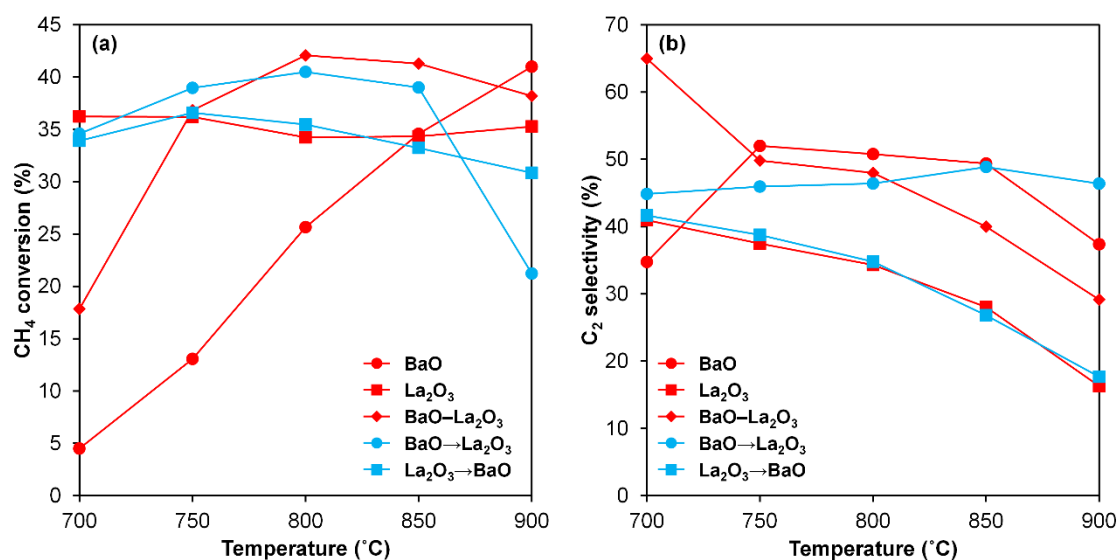 (a)
CH₄ conversion (%)
45
40
35
30
25
20
15
10
5
0
700 750 800 850 900
Temperature (˚C)
BaO
La₂O₃
BaO–La₂O₃
BaO→La₂O₃
La₂O₃→BaO
(b)
C₂ selectivity (%)
70
60
50
40
30
20
10
0
700 750 800 850 900
Temperature (˚C)
BaO
La₂O₃
BaO–La₂O₃
BaO→La₂O₃
La₂O₃→BaO